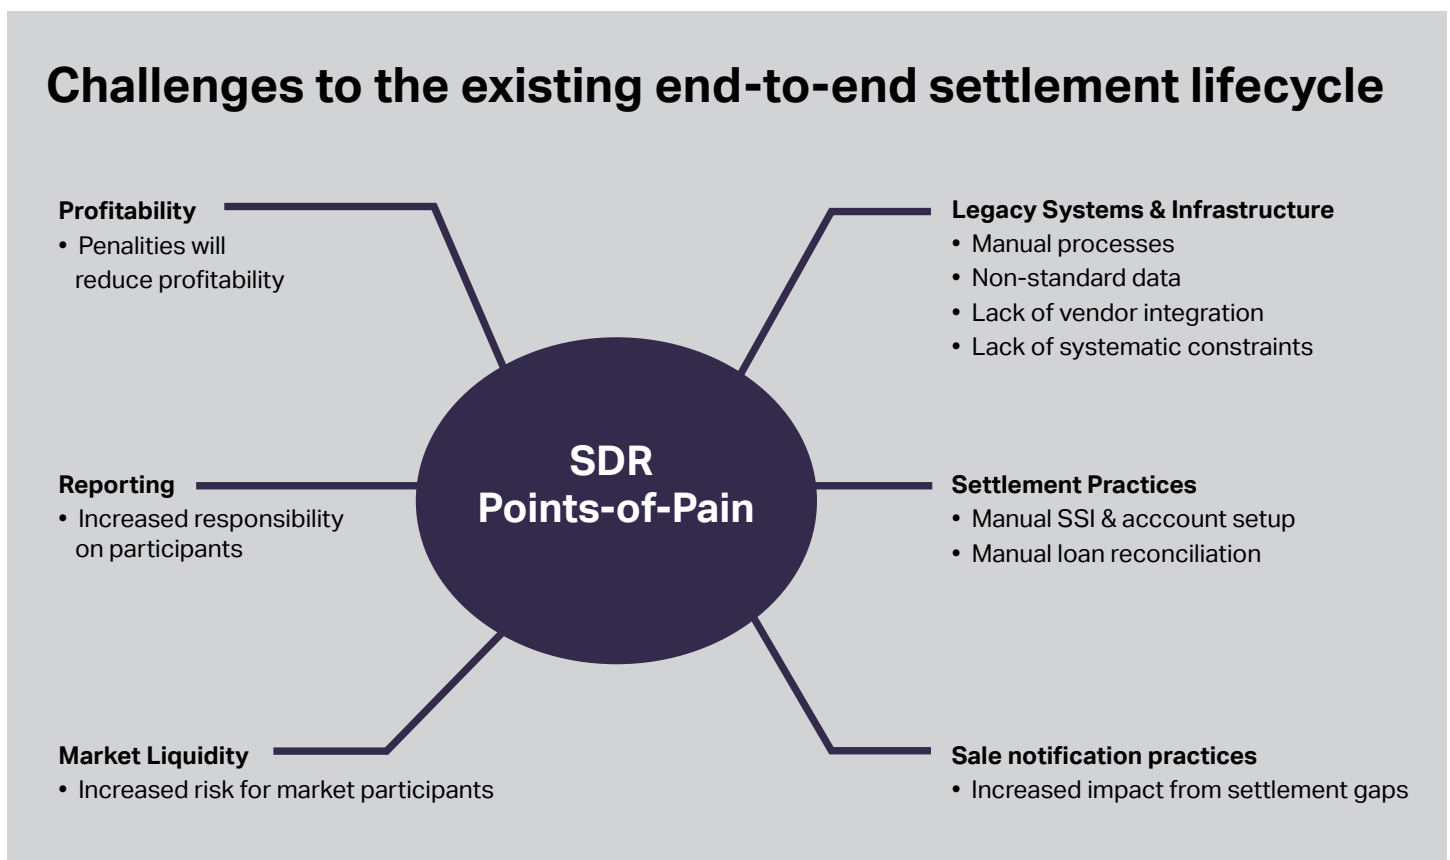 Challenges to the existing end-to-end settlement lifecycle
Profitability
• Penalities will
reduce profitability
Reporting
• Increased responsibility
on participants
Market Liquidity
• Increased risk for market participants
SDR
Points-of-Pain
Legacy Systems & Infrastructure
• Manual processes
• Non-standard data
• Lack of vendor integration
• Lack of systematic constraints
Settlement Practices
• Manual SSI & acccount setup
• Manual loan reconciliation
Sale notification practices
• Increased impact from settlement gaps